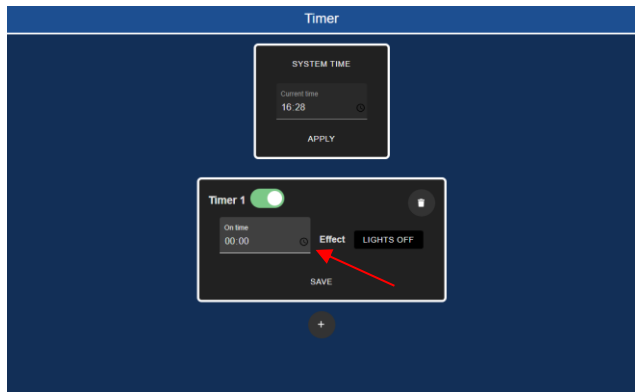 Timer
SYSTEM TIME
Current time
16:28
APPLY
Timer 1
On time
00:00
Effect LIGHTS OFF
SAVE
+